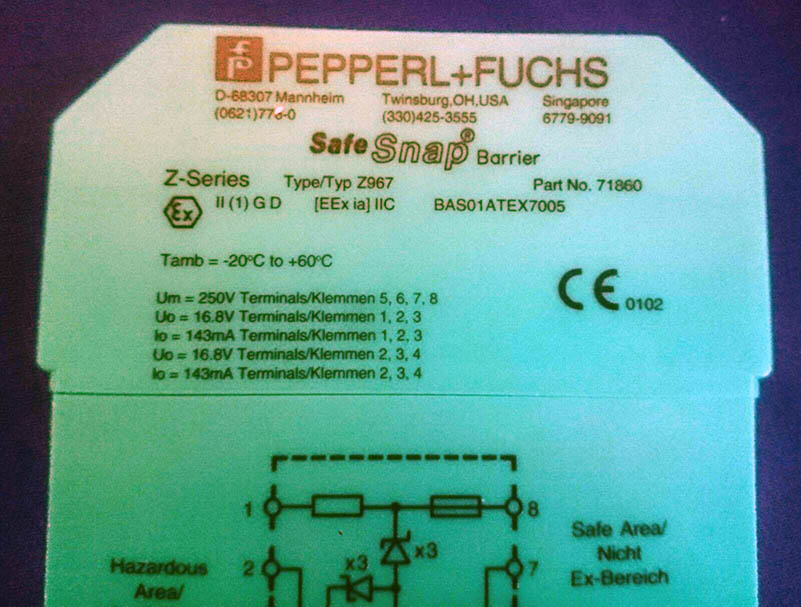 PEPPERL+FUCHS
D-68307 Mannheim Twinsburg,OH,USA Singapore
(0621)776-0 (330)425-3555 6779-9091
Safe Snap® Barrier
Z-Series Type/Typ Z967 Part No. 71860
Ex II (1) G D [EEx ia] IIC BAS01ATEX7005
Tamb = -20°C to +60°C
CE 0102
Um = 250V Terminals/Klemmen 5, 6, 7, 8
Uo = 16.8V Terminals/Klemmen 1, 2, 3
Io = 143mA Terminals/Klemmen 1, 2, 3
Uo = 16.8V Terminals/Klemmen 2, 3, 4
Io = 143mA Terminals/Klemmen 2, 3, 4
1 8
x3
x3
2 7
Hazardous
Area/
Safe Area/
Nicht
Ex-Bereich